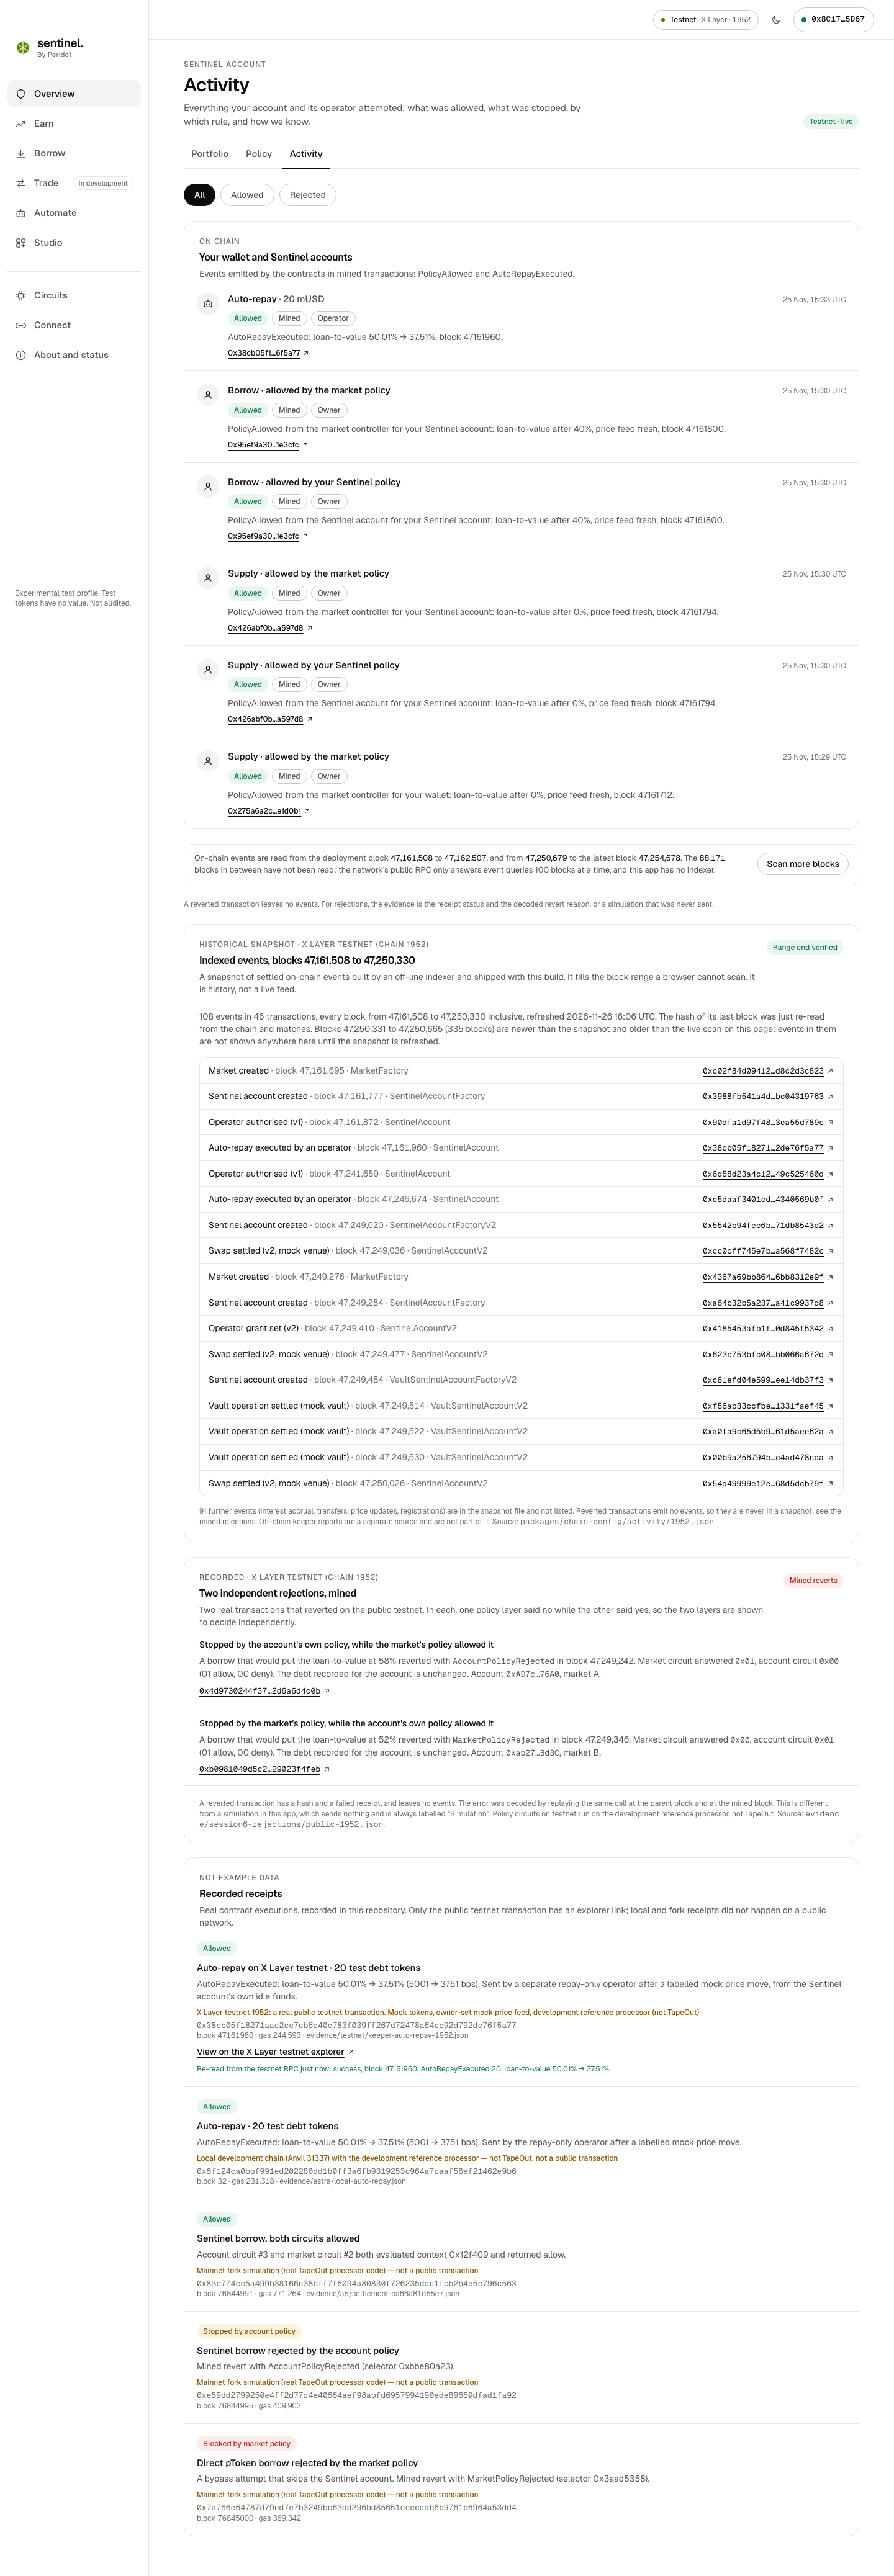 Testnet X Layer · 1952
0x8C17…5D67
sentinel.
By Peridot
Overview
Earn
Borrow
Trade In development
Automate
Studio
Circuits
Connect
About and status
Experimental test profile. Test
tokens have no value. Not audited.
SENTINEL ACCOUNT
Activity
Everything your account and its operator attempted: what was allowed, what was stopped, by
which rule, and how we know.
Testnet · live
Portfolio Policy Activity
All Allowed Rejected
ON CHAIN
Your wallet and Sentinel accounts
Events emitted by the contracts in mined transactions: PolicyAllowed and AutoRepayExecuted.
Auto-repay · 20 mUSD 25 Nov, 15:33 UTC
Allowed Mined Operator
AutoRepayExecuted: loan-to-value 50.01% → 37.51%, block 47161960.
0x38cb05f1…6f5a77
Borrow · allowed by the market policy 25 Nov, 15:30 UTC
Allowed Mined Owner
PolicyAllowed from the market controller for your Sentinel account: loan-to-value after 40%, price feed fresh, block 47161800.
0x95ef9a30…1e3cfc
Borrow · allowed by your Sentinel policy 25 Nov, 15:30 UTC
Allowed Mined Owner
PolicyAllowed from the Sentinel account for your Sentinel account: loan-to-value after 40%, price feed fresh, block 47161800.
0x95ef9a30…1e3cfc
Supply · allowed by the market policy 25 Nov, 15:30 UTC
Allowed Mined Owner
PolicyAllowed from the market controller for your Sentinel account: loan-to-value after 0%, price feed fresh, block 47161794.
0x426abf0b…a597d8
Supply · allowed by your Sentinel policy 25 Nov, 15:30 UTC
Allowed Mined Owner
PolicyAllowed from the Sentinel account for your Sentinel account: loan-to-value after 0%, price feed fresh, block 47161794.
0x426abf0b…a597d8
Supply · allowed by the market policy 25 Nov, 15:29 UTC
Allowed Mined Owner
PolicyAllowed from the market controller for your wallet: loan-to-value after 0%, price feed fresh, block 47161712.
0x275a6a2c…e1d0b1
On-chain events are read from the deployment block 47,161,508 to 47,162,507, and from 47,250,679 to the latest block 47,254,678. The 88,171
blocks in between have not been read: the network's public RPC only answers event queries 100 blocks at a time, and this app has no indexer.
Scan more blocks
A reverted transaction leaves no events. For rejections, the evidence is the receipt status and the decoded revert reason, or a simulation that was never sent.
HISTORICAL SNAPSHOT · X LAYER TESTNET (CHAIN 1952)
Range end verified
Indexed events, blocks 47,161,508 to 47,250,330
A snapshot of settled on-chain events built by an off-line indexer and shipped with this build. It fills the block range a browser cannot scan. It
is history, not a live feed.
108 events in 46 transactions, every block from 47,161,508 to 47,250,330 inclusive, refreshed 2026-11-26 16:06 UTC. The hash of its last block was just re-read
from the chain and matches. Blocks 47,250,331 to 47,250,665 (335 blocks) are newer than the snapshot and older than the live scan on this page: events in them
are not shown anywhere here until the snapshot is refreshed.
Market created · block 47,161,695 · MarketFactory 0xc02f84d09412…d8c2d3c823
Sentinel account created · block 47,161,777 · SentinelAccountFactory 0x3988fb541a4d…bc04319763
Operator authorised (v1) · block 47,161,872 · SentinelAccount 0x90dfa1d97f48…3ca55d789c
Auto-repay executed by an operator · block 47,161,960 · SentinelAccount 0x38cb05f18271…2de76f5a77
Operator authorised (v1) · block 47,241,659 · SentinelAccount 0x6d58d23a4c12…49c525460d
Auto-repay executed by an operator · block 47,246,674 · SentinelAccount 0xc5daaf3401cd…4340569b0f
Sentinel account created · block 47,249,020 · SentinelAccountFactoryV2 0x5542b94fec6b…71db8543d2
Swap settled (v2, mock venue) · block 47,249,036 · SentinelAccountV2 0xcc0cff745e7b…a568f7482c
Market created · block 47,249,276 · MarketFactory 0x4367a69bb864…6bb8312e9f
Sentinel account created · block 47,249,284 · SentinelAccountFactory 0xa64b32b5a237…a41c9937d8
Operator grant set (v2) · block 47,249,410 · SentinelAccountV2 0x4185453afb1f…0d845f5342
Swap settled (v2, mock venue) · block 47,249,477 · SentinelAccountV2 0x623c753bfc08…bb066a672d
Sentinel account created · block 47,249,484 · VaultSentinelAccountFactoryV2 0xc61efd04e599…ee14db37f3
Vault operation settled (mock vault) · block 47,249,514 · VaultSentinelAccountV2 0xf56ac33ccfbe…1331faef45
Vault operation settled (mock vault) · block 47,249,522 · VaultSentinelAccountV2 0xa0fa9c65d5b9…61d5aee62a
Vault operation settled (mock vault) · block 47,249,530 · VaultSentinelAccountV2 0x00b9a256794b…c4ad478cda
Swap settled (v2, mock venue) · block 47,250,026 · SentinelAccountV2 0x54d49999e12e…68d5dcb79f
91 further events (interest accrual, transfers, price updates, registrations) are in the snapshot file and not listed. Reverted transactions emit no events, so they are never in a snapshot: see the
mined rejections. Off-chain keeper reports are a separate source and are not part of it. Source: packages/chain-config/activity/1952.json.
RECORDED · X LAYER TESTNET (CHAIN 1952)
Mined reverts
Two independent rejections, mined
Two real transactions that reverted on the public testnet. In each, one policy layer said no while the other said yes, so the two layers are shown
to decide independently.
Stopped by the account's own policy, while the market's policy allowed it
A borrow that would put the loan-to-value at 58% reverted with AccountPolicyRejected in block 47,249,242. Market circuit answered 0x01, account circuit 0x00
(01 allow, 00 deny). The debt recorded for the account is unchanged. Account 0xAD7c…76A0, market A.
0x4d9730244f37…2d6a6d4c0b
Stopped by the market's policy, while the account's own policy allowed it
A borrow that would put the loan-to-value at 52% reverted with MarketPolicyRejected in block 47,249,346. Market circuit answered 0x00, account circuit 0x01
(01 allow, 00 deny). The debt recorded for the account is unchanged. Account 0xab27…Bd3C, market B.
0xb0981049d5c2…29023f4feb
A reverted transaction has a hash and a failed receipt, and leaves no events. The error was decoded by replaying the same call at the parent block and at the mined block. This is different
from a simulation in this app, which sends nothing and is always labelled "Simulation". Policy circuits on testnet run on the development reference processor, not TapeOut. Source: evidenc
e/session6-rejections/public-1952.json.
NOT EXAMPLE DATA
Recorded receipts
Real contract executions, recorded in this repository. Only the public testnet transaction has an explorer link; local and fork receipts did not happen on a public
network.
Allowed
Auto-repay on X Layer testnet · 20 test debt tokens
AutoRepayExecuted: loan-to-value 50.01% → 37.51% (5001 → 3751 bps). Sent by a separate repay-only operator after a labelled mock price move, from the Sentinel
account's own idle funds.
X Layer testnet 1952: a real public testnet transaction. Mock tokens, owner-set mock price feed, development reference processor (not TapeOut)
0x38cb05f18271aae2cc7cb6e40e783f039ff267d72478a64cc92d792de76f5a77
block 47161960 · gas 244,593 · evidence/testnet/keeper-auto-repay-1952.json
View on the X Layer testnet explorer
Re-read from the testnet RPC just now: success, block 47161960, AutoRepayExecuted 20, loan-to-value 50.01% → 37.51%.
Allowed
Auto-repay · 20 test debt tokens
AutoRepayExecuted: loan-to-value 50.01% → 37.51% (5001 → 3751 bps). Sent by the repay-only operator after a labelled mock price move.
Local development chain (Anvil 31337) with the development reference processor — not TapeOut, not a public transaction
0x6f124ca0bbf991ed202280dd1b0ff3a6fb9319253c964a7caaf58ef21462e9b6
block 32 · gas 231,318 · evidence/astra/local-auto-repay.json
Allowed
Sentinel borrow, both circuits allowed
Account circuit #3 and market circuit #2 both evaluated context 0x12f409 and returned allow.
Mainnet fork simulation (real TapeOut processor code) — not a public transaction
0x83c774cc5a499b38166c38bff7f6094a80830f726235ddc1fcb2b4e5c796c563
block 76844991 · gas 771,264 · evidence/a5/settlement-ea66a81d55e7.json
Stopped by account policy
Sentinel borrow rejected by the account policy
Mined revert with AccountPolicyRejected (selector 0xbbe80a23).
Mainnet fork simulation (real TapeOut processor code) — not a public transaction
0xe59dd2799250e4ff2d77d4e40664aef98abfd6957994190ede89650dfad1fa92
block 76844995 · gas 409,903
Blocked by market policy
Direct pToken borrow rejected by the market policy
A bypass attempt that skips the Sentinel account. Mined revert with MarketPolicyRejected (selector 0x3aad5358).
Mainnet fork simulation (real TapeOut processor code) — not a public transaction
0x7a766e64787d79ed7e7b3249bc63dd296bd85651eeecaab6b9761b6964a53dd4
block 76845000 · gas 369,342